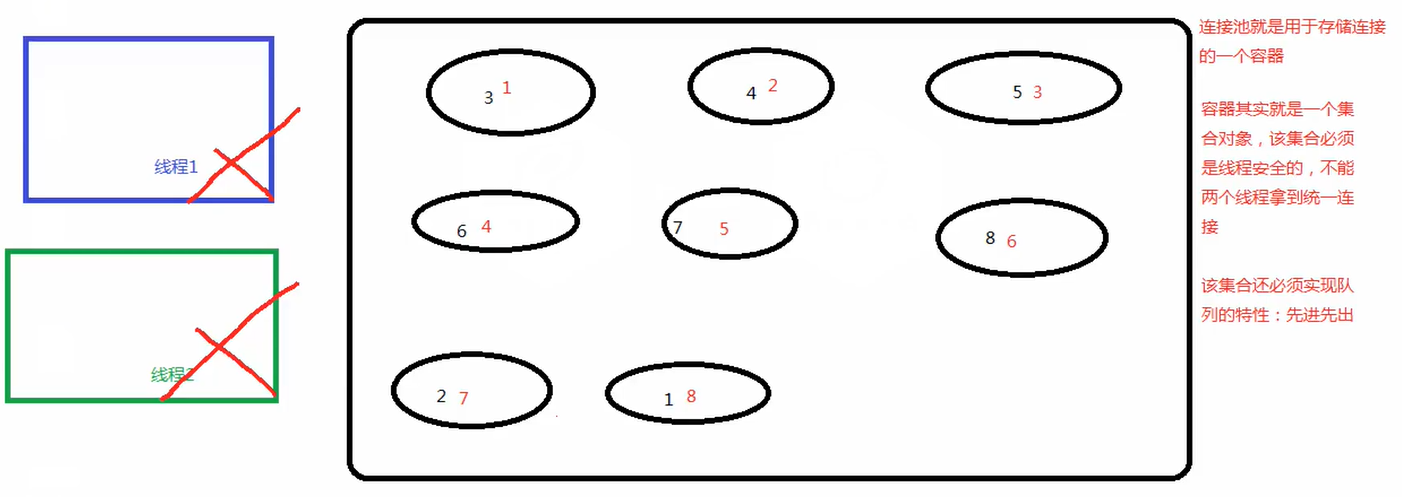 线程1
线程2
3 1
4 2
5 3
6 4
7 5
8 6
2 7
1 8
连接池就是用于存储连接
的一个容器
容器其实就是一个集
合对象，该集合必须
是线程安全的，不能
两个线程拿到统一连
接
该集合还必须实现队
列的特性：先进先出